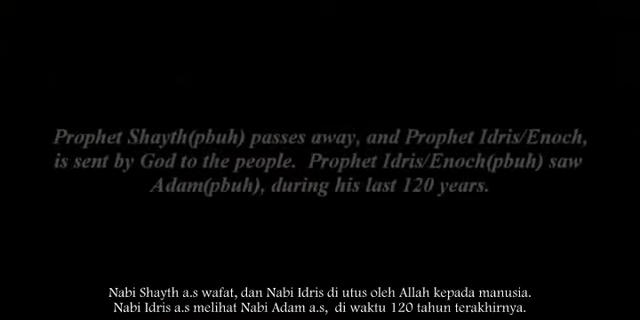 Prophet Shayth(pbuh) passes away, and Prophet Idris/Enoch,
is sent by God to the people. Prophet Idris/Enoch(pbuh) saw
Adam(pbuh), during his last 120 years.
Nabi Shayth a.s wafat, dan Nabi Idris di utus oleh Allah kepada manusia.
Nabi Idris a.s melihat Nabi Adam a.s, di waktu 120 tahun terakhirnya.